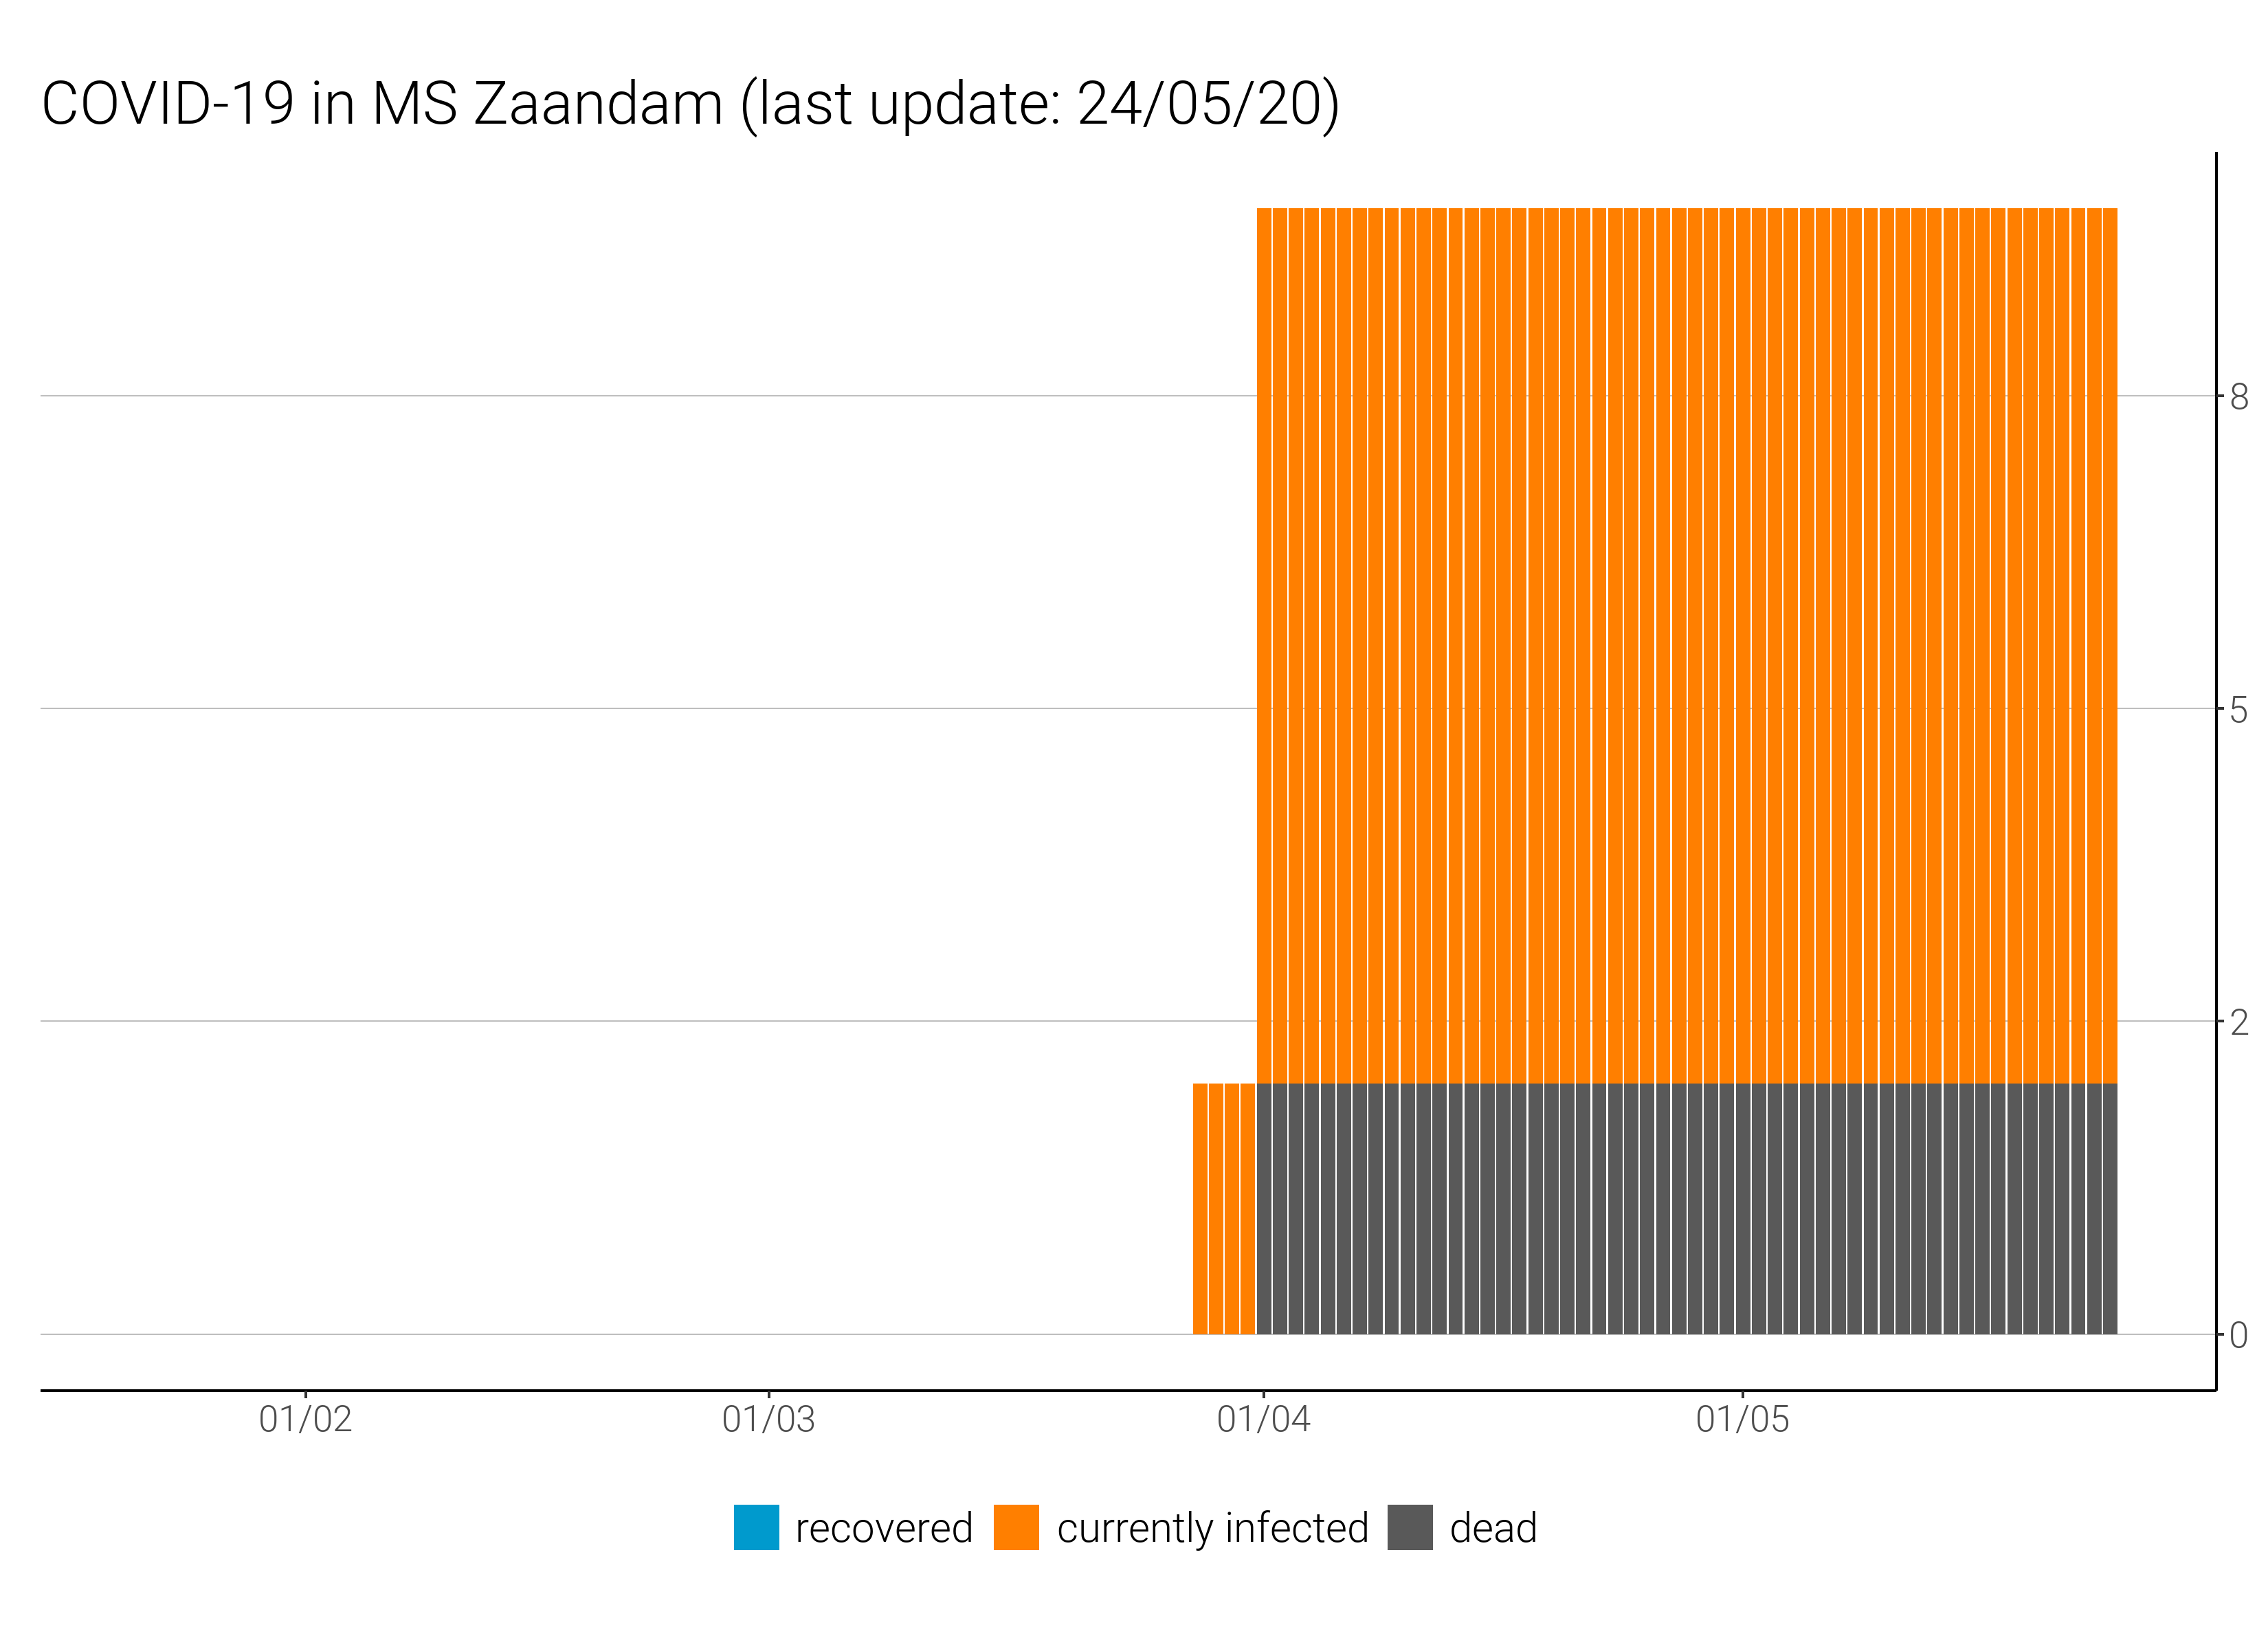 COVID-19 in MS Zaandam (last update: 24/05/20)
8
5
2
0
01/02 01/03 01/04 01/05
recovered currently infected dead